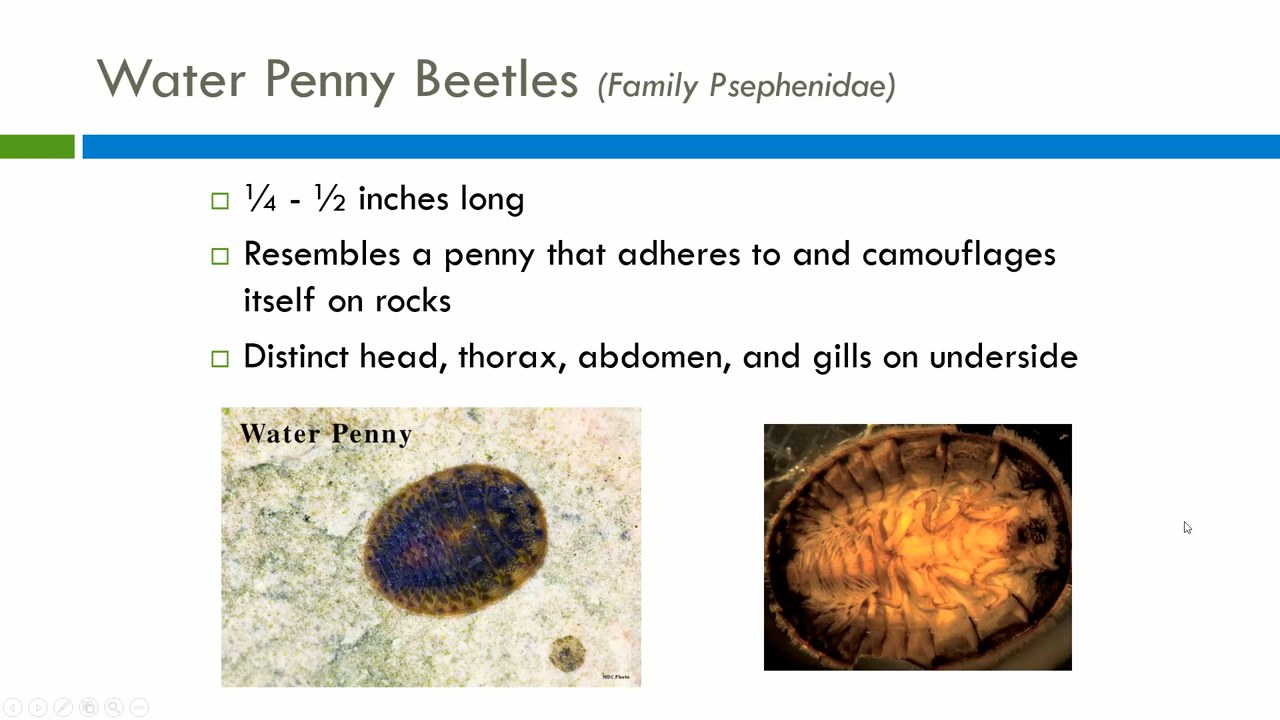 Water Penny Beetles (Family Psephenidae)
¼ - ½ inches long
Resembles a penny that adheres to and camouflages
itself on rocks
Distinct head, thorax, abdomen, and gills on underside
Water Penny
MDC Photo